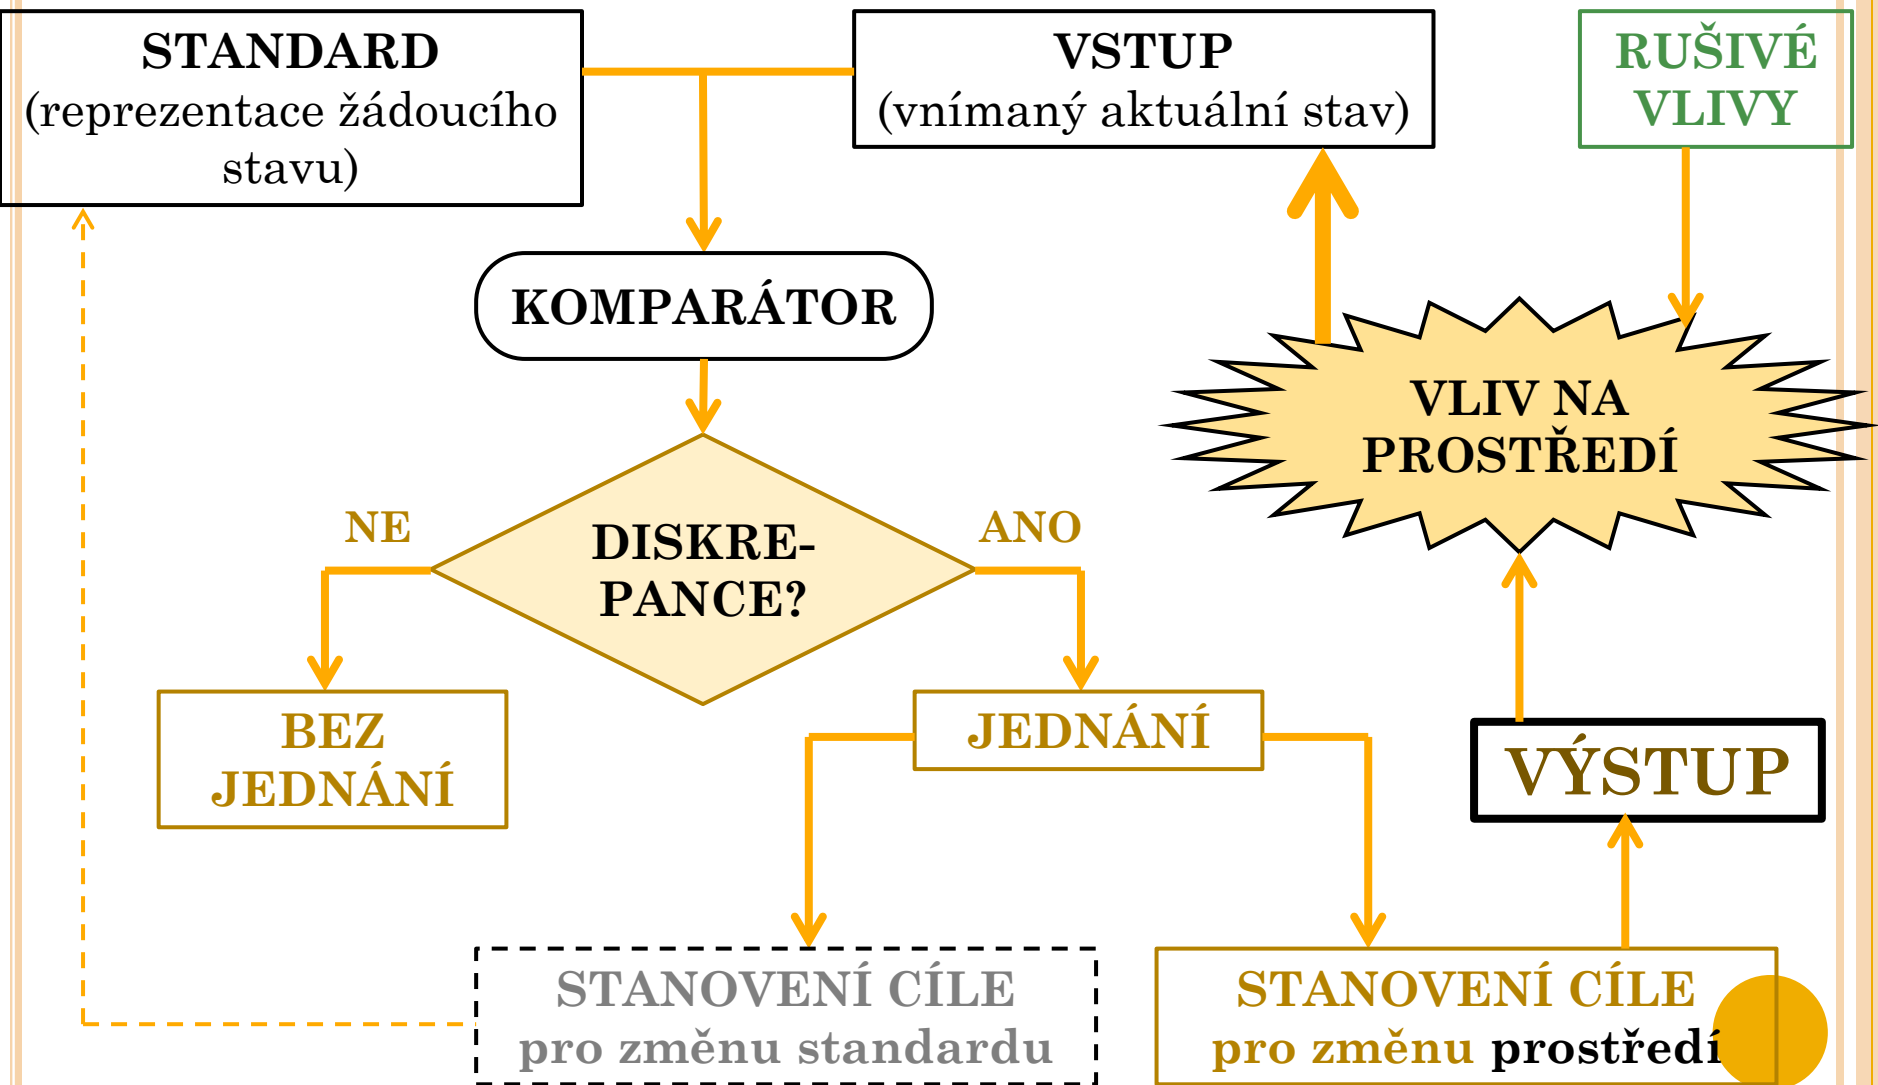 STANDARD
(reprezentace žádoucího
stavu)
VSTUP
(vnímaný aktuální stav)
RUŠIVÉ
VLIVY
KOMPARÁTOR
VLIV NA
PROSTŘEDÍ
NE
DISKRE-
PANCE?
ANO
BEZ
JEDNÁNÍ
JEDNÁNÍ
VÝSTUP
STANOVENÍ CÍLE
pro změnu standardu
STANOVENÍ CÍLE
pro změnu prostředí